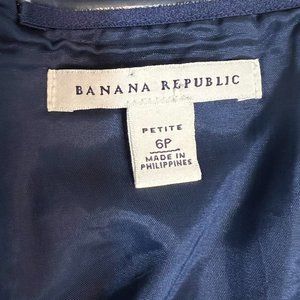 BANANA REPUBLIC
PETITE
6P
MADE IN
PHILIPPINES